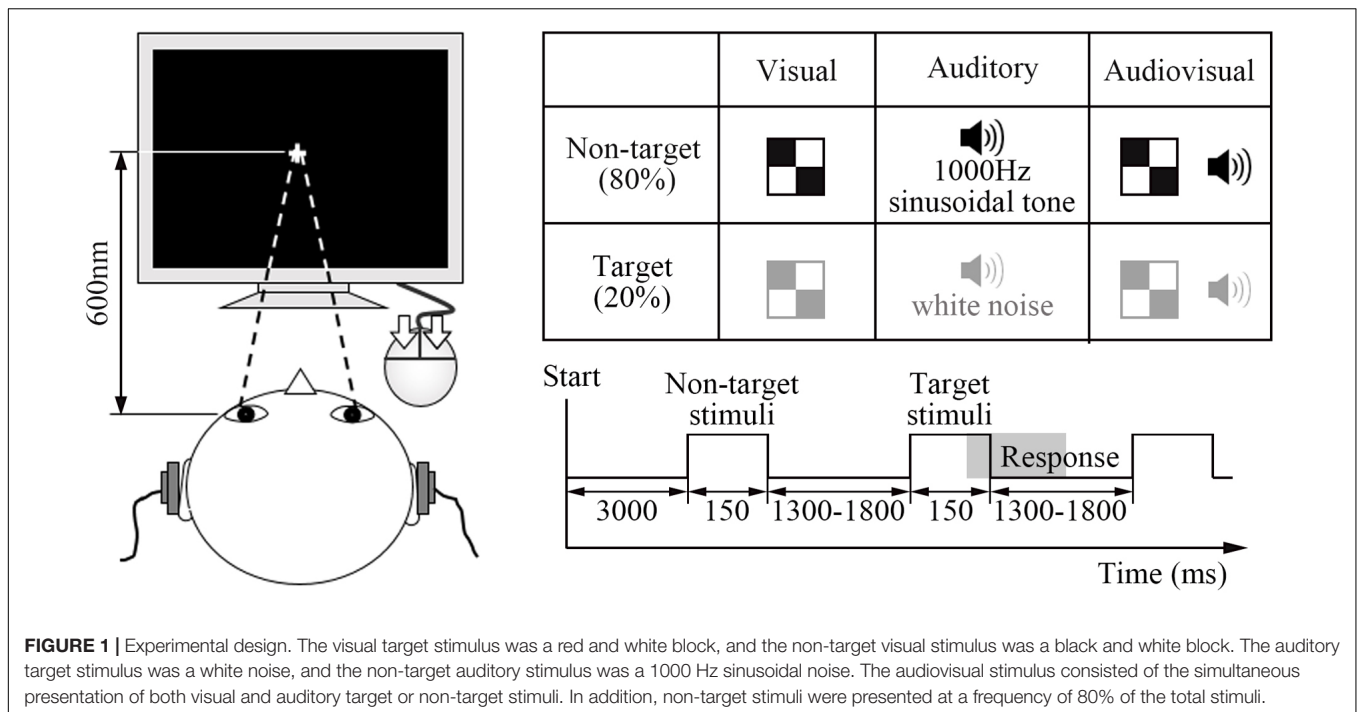 600nm
Visual Auditory Audiovisual
Non-target
(80%)
1000Hz
sinusoidal tone
Target
(20%)
white noise
Start
Non-target
stimuli
Target
stimuli
Response
3000 150 1300-1800 150 1300-1800
Time (ms)
FIGURE 1 | Experimental design. The visual target stimulus was a red and white block, and the non-target visual stimulus was a black and white block. The auditory
target stimulus was a white noise, and the non-target auditory stimulus was a 1000 Hz sinusoidal noise. The audiovisual stimulus consisted of the simultaneous
presentation of both visual and auditory target or non-target stimuli. In addition, non-target stimuli were presented at a frequency of 80% of the total stimuli.